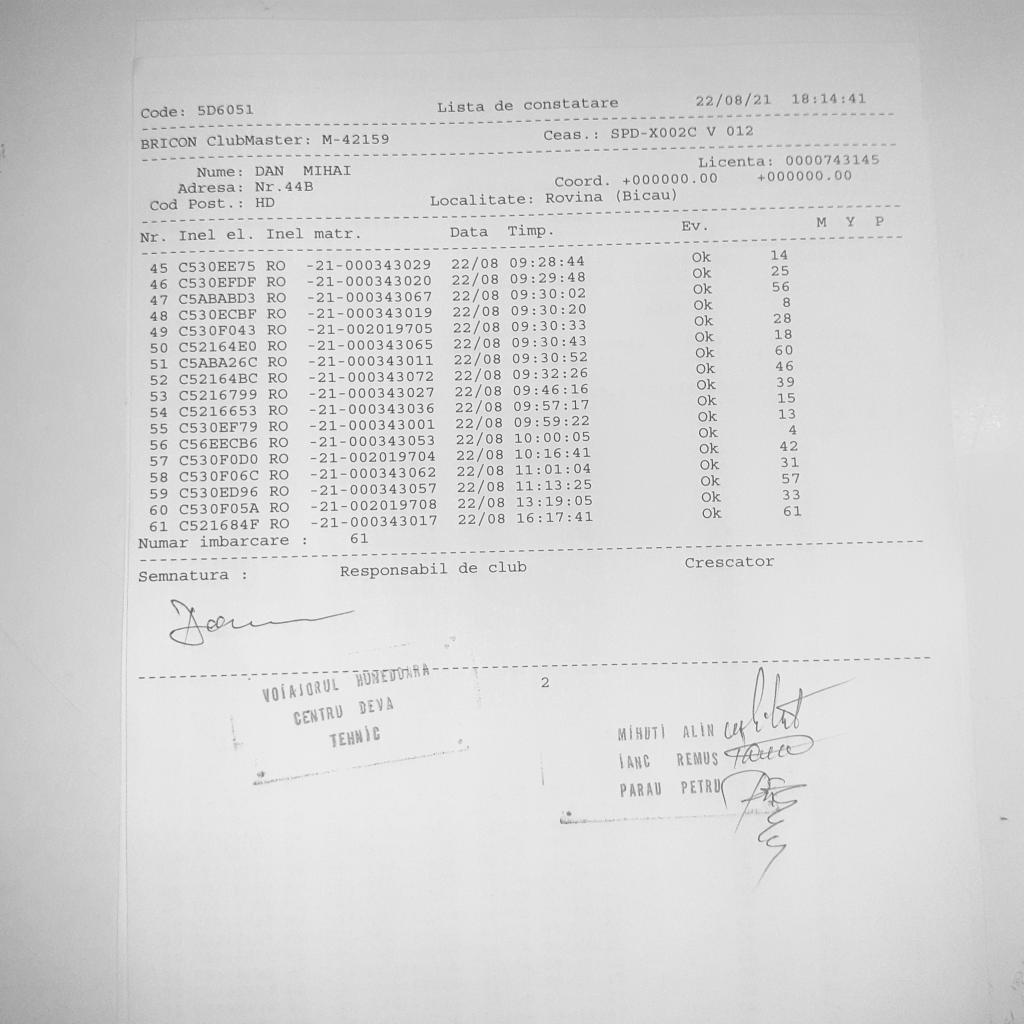 Code: 5D6051 Lista de constatare 22/08/21 18:14:41
BRICON ClubMaster: M-42159 Ceas.: SPD-X002C V 012
Licenta: 0000743145
Nume: DAN MIHAI
Coord. +000000.00 +000000.00
Adresa: Nr.44B
Cod Post.: HD Localitate: Rovina (Bicau)
Nr. Inel el. Inel matr. Data Timp. Ev. M Y P
45 C530EE75 RO -21-000343029 22/08 09:28:44 Ok 14
46 C530EFDF RO -21-000343020 22/08 09:29:48 Ok 25
47 C5ABABD3 RO -21-000343067 22/08 09:30:02 Ok 56
48 C530ECBF RO -21-000343019 22/08 09:30:20 Ok 8
49 C530F043 RO -21-002019705 22/08 09:30:33 Ok 28
50 C52164E0 RO -21-000343065 22/08 09:30:43 Ok 18
51 C5ABA26C RO -21-000343011 22/08 09:30:52 Ok 60
52 C52164BC RO -21-000343072 22/08 09:32:26 Ok 46
53 C5216799 RO -21-000343027 22/08 09:46:16 Ok 39
54 C5216653 RO -21-000343036 22/08 09:57:17 Ok 15
55 C530EF79 RO -21-000343001 22/08 09:59:22 Ok 13
56 C56EECB6 RO -21-000343053 22/08 10:00:05 Ok 4
57 C530F0D0 RO -21-002019704 22/08 10:16:41 Ok 42
58 C530F06C RO -21-000343062 22/08 11:01:04 Ok 31
59 C530ED96 RO -21-000343057 22/08 11:13:25 Ok 57
60 C530F05A RO -21-002019708 22/08 13:19:05 Ok 33
61 C521684F RO -21-000343017 22/08 16:17:41 Ok 61
Numar imbarcare : 61
Semnatura : Responsabil de club Crescator
VOIAJORUL HUNEDOARA
CENTRU DEVA
TEHNIC
2
MIHUTI ALIN
IANC REMUS
PARAU PETRU